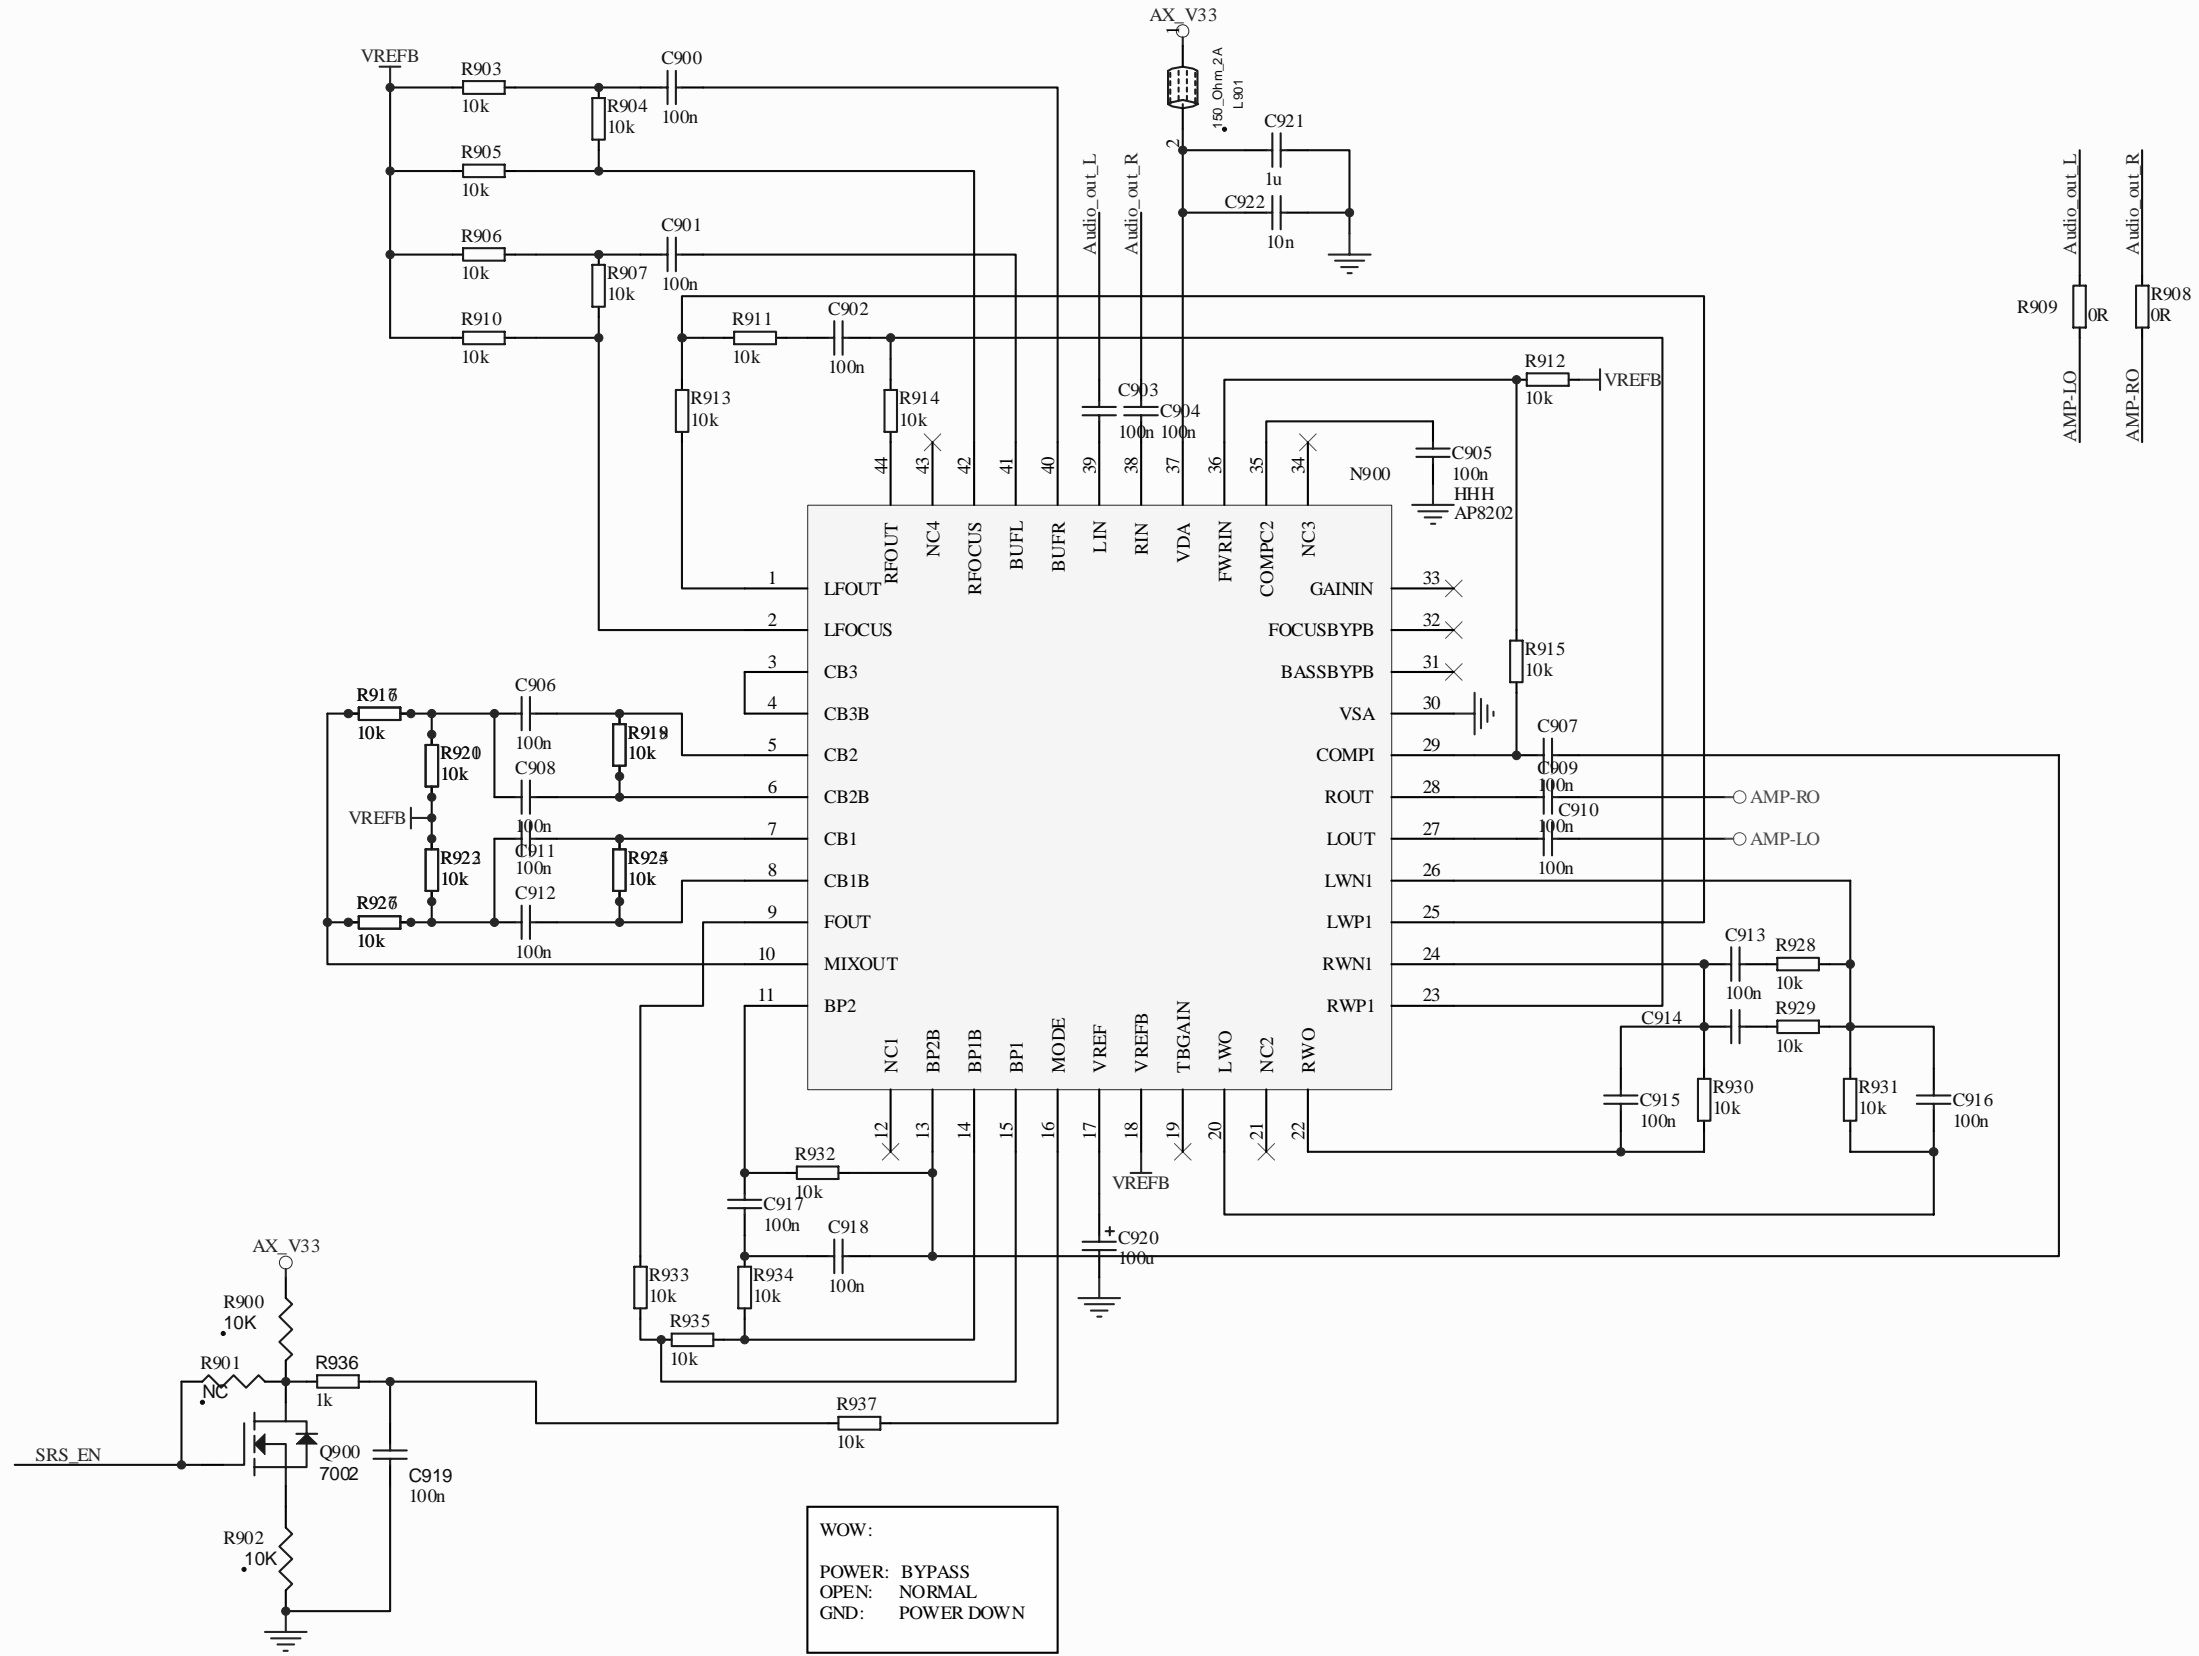 AX_V33
1
150_Ohm_2A
L901
2
VREFB
R903
10k
C900
100n
R904
10k
R905
10k
R906
10k
C901
100n
R907
10k
R910
10k
R911
10k
C902
100n
R913
10k
R914
10k
C921
1u
C922
10n
Audio_out_L
Audio_out_R
C903
100n
C904
100n
R912
10k
VREFB
C905
100n
HHH
AP8202
N900
Audio_out_L
Audio_out_R
R909
0R
R908
0R
AMP-LO
AMP-RO
44
43
42
41
40
39
38
37
36
35
34
RFOUT
NC4
RFOCUS
BUFL
BUFR
LIN
RIN
VDA
FWRIN
COMPC2
NC3
1 LFOUT
2 LFOCUS
3 CB3
4 CB3B
5 CB2
6 CB2B
7 CB1
8 CB1B
9 FOUT
10 MIXOUT
11 BP2
GAININ 33
FOCUSBYPB 32
BASSBYPB 31
VSA 30
COMPI 29
ROUT 28
LOUT 27
LWN1 26
LWP1 25
RWN1 24
RWP1 23
NC1
BP2B
BP1B
BP1
MODE
VREF
VREFB
TBGAIN
LWO
NC2
RWO
12
13
14
15
16
17
18
19
20
21
22
R915
10k
C907
100n
C909
100n
C910
100n
AMP-RO
AMP-LO
10k
C906
100n
10k
10k
C908
100n
VREFB
C911
100n
10k
10k
C912
100n
10k
C913
100n
R928
10k
C914
R929
10k
C915
100n
R930
10k
R931
10k
C916
100n
R932
10k
C917
100n
C918
100n
VREFB
C920
100u
+
R933
10k
R934
10k
R935
10k
R937
10k
AX_V33
R900
10K
R901
NC
R936
1k
SRS_EN
Q900
7002
C919
100n
R902
10K
WOW:
POWER: BYPASS
OPEN: NORMAL
GND: POWER DOWN